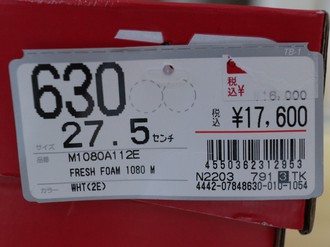 TB-1
630
税込¥
¥16,000
サイズ 27.5センチ
税込 ¥17,600
品番 M1080A112E
FRESH FOAM 1080 M
カラー WHT(2E)
4550362312953
N2203 791 3 TK
4442-07848630-010-1054